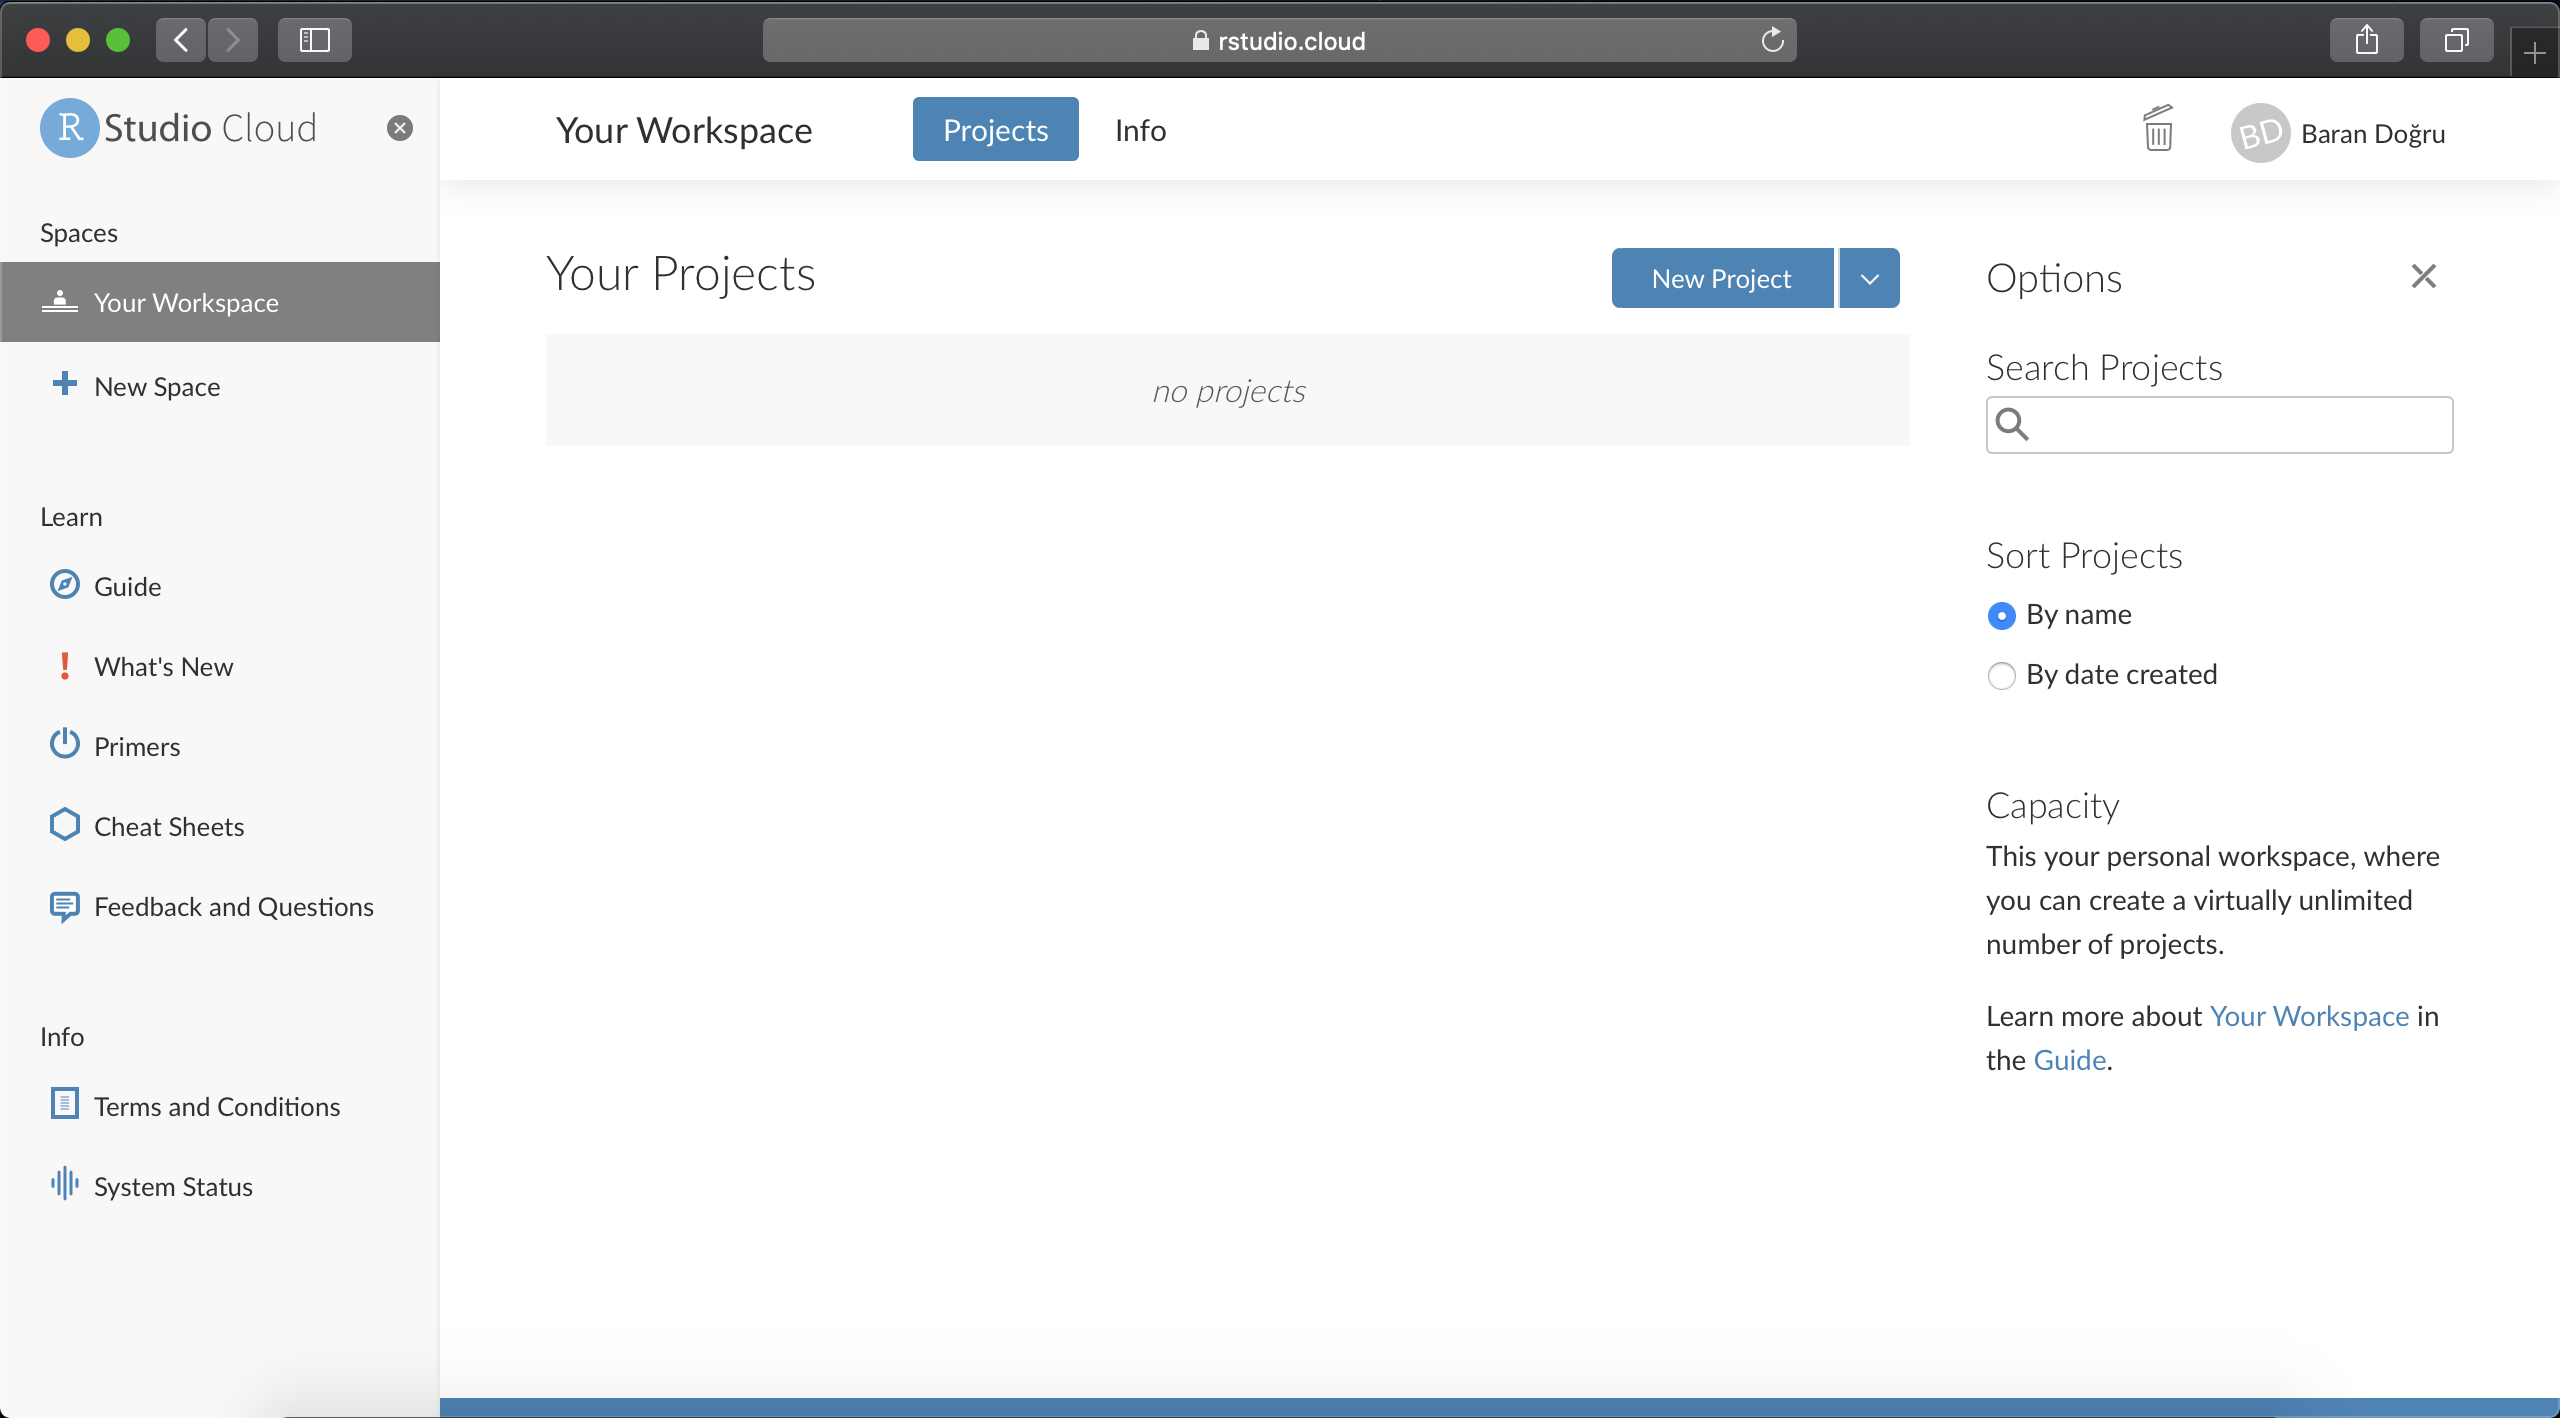 rstudio.cloud
R Studio Cloud
Your Workspace
Projects
Info
BD
Baran Doğru
Spaces
Your Workspace
New Space
Learn
Guide
What's New
Primers
Cheat Sheets
Feedback and Questions
Info
Terms and Conditions
System Status
Your Projects
New Project
no projects
Options
Search Projects
Sort Projects
By name
By date created
Capacity
This your personal workspace, where
you can create a virtually unlimited
number of projects.
Learn more about Your Workspace in
the Guide.